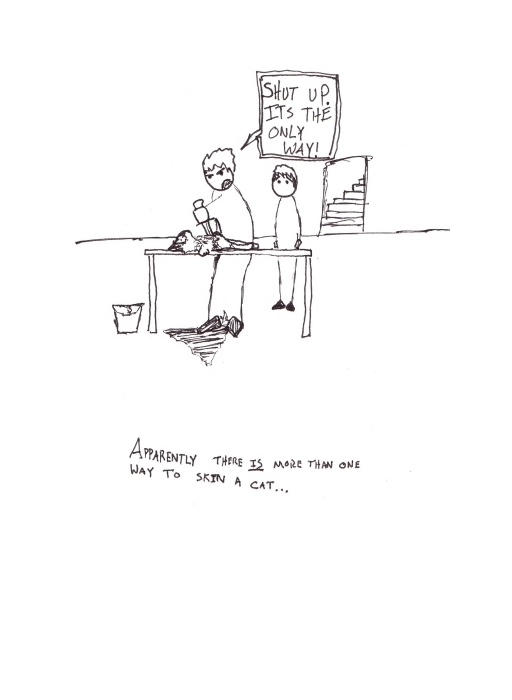 SHUT UP.
ITS THE
ONLY
WAY!
APPARENTLY THERE IS MORE THAN ONE
WAY TO SKIN A CAT...